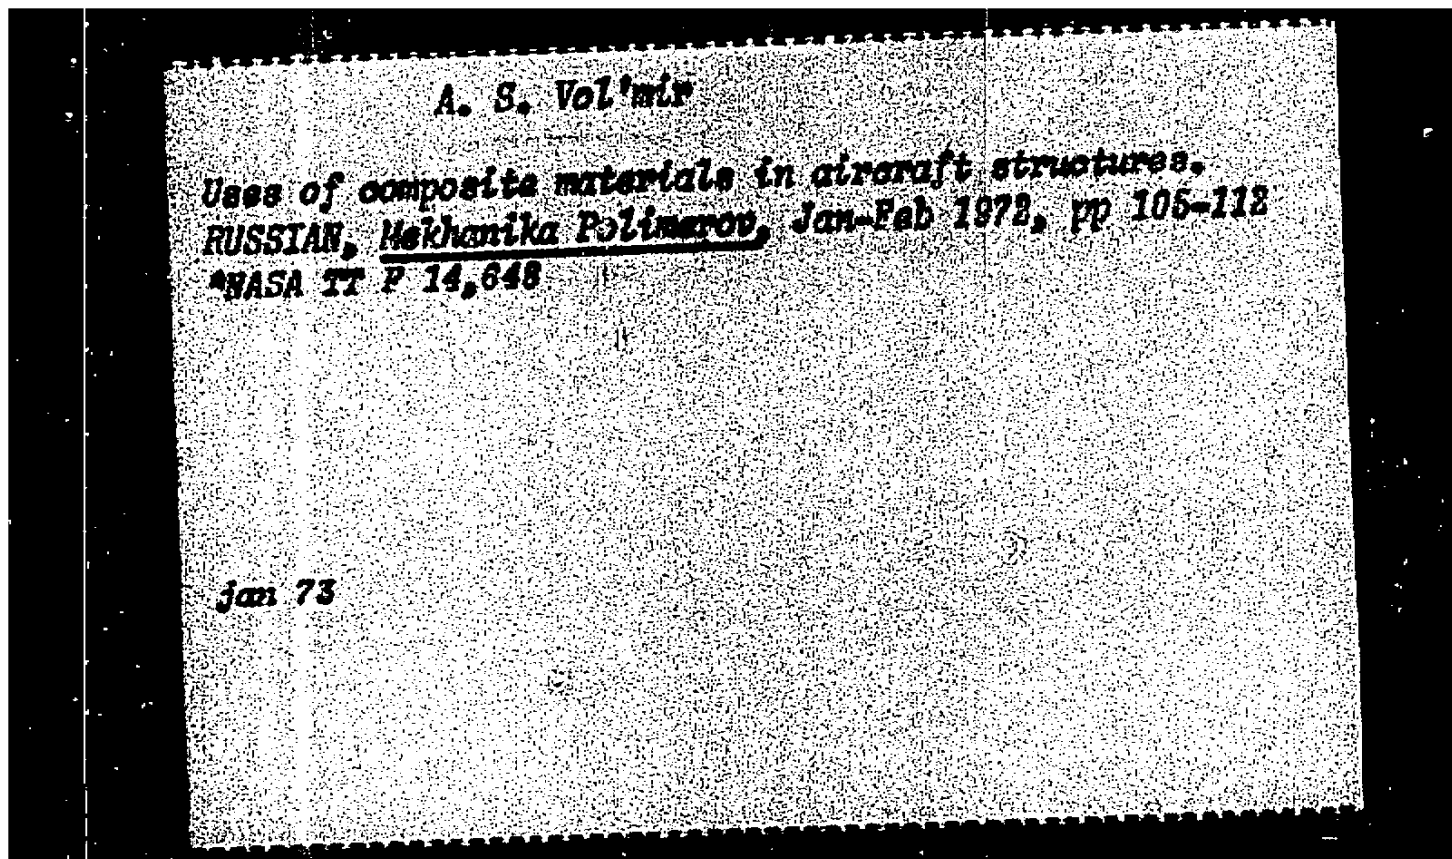 A. S. Vol'mir
Uses of composite materials in aircraft structures.
RUSSIAN, Mekhanika Polimerov, Jan-Feb 1972, pp 105-112
*NASA TT F 14,648
jan 73